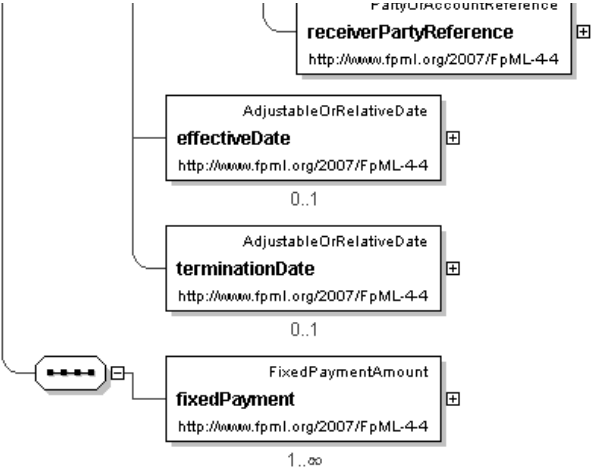 PartyOrAccountReference
receiverPartyReference
http://www.fpml.org/2007/FpML-4-4
AdjustableOrRelativeDate
effectiveDate
http://www.fpml.org/2007/FpML-4-4
0..1
AdjustableOrRelativeDate
terminationDate
http://www.fpml.org/2007/FpML-4-4
0..1
FixedPaymentAmount
fixedPayment
http://www.fpml.org/2007/FpML-4-4
1..∞